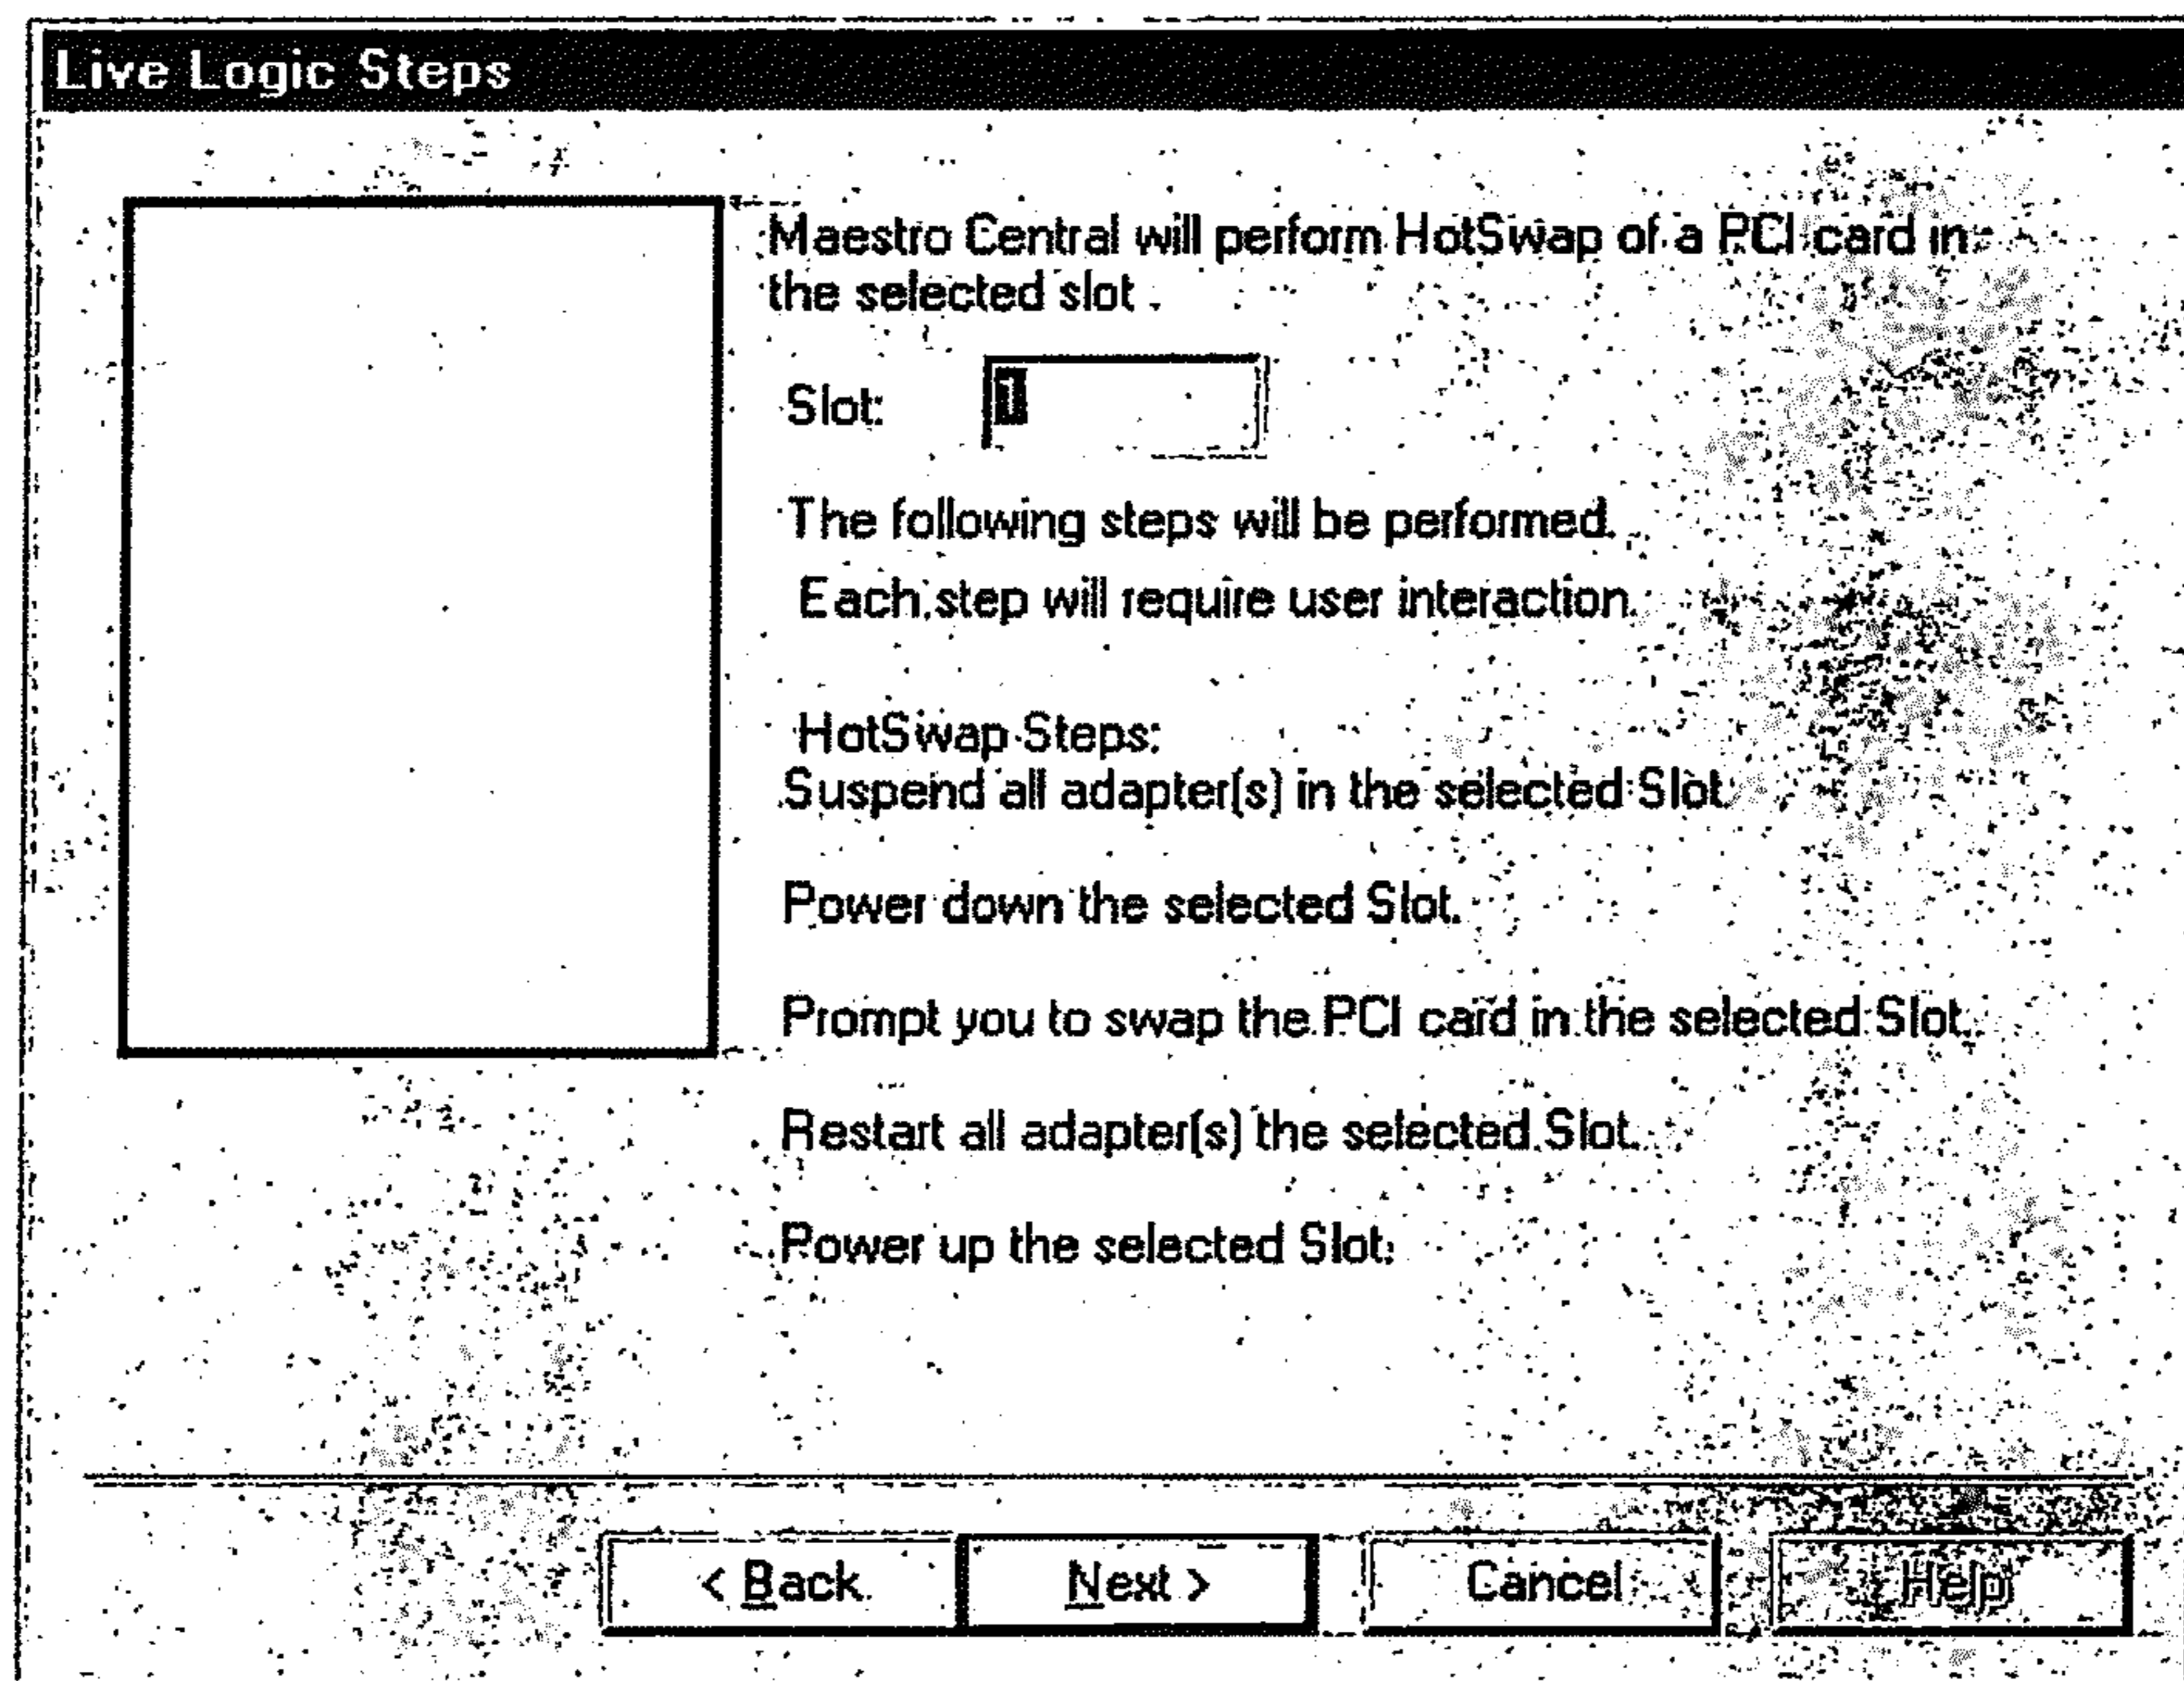 Live Logic Steps
Maestro Central will perform HotSwap of a PCI card in
the selected slot .
Slot:
1
The following steps will be performed.
Each step will require user interaction.
HotSwap Steps:
Suspend all adapter(s) in the selected Slot.
Power down the selected Slot.
Prompt you to swap the PCI card in the selected Slot.
Restart all adapter(s) the selected Slot.
Power up the selected Slot.
< Back
Next >
Cancel
Help